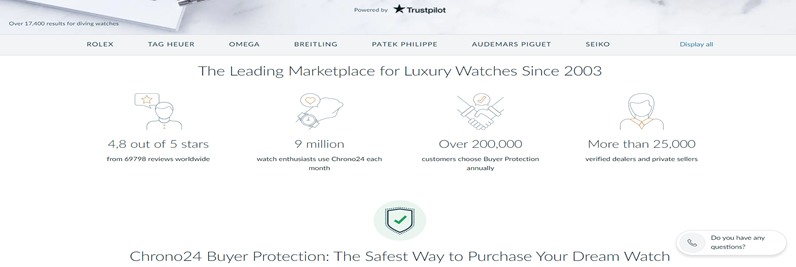 Powered by Trustpilot
Over 17,400 results for diving watches
ROLEX TAG HEUER OMEGA BREITLING PATEK PHILIPPE AUDEMARS PIGUET SEIKO Display all
The Leading Marketplace for Luxury Watches Since 2003
4,8 out of 5 stars
from 69798 reviews worldwide
9 million
watch enthusiasts use Chrono24 each
month
Over 200,000
customers choose Buyer Protection
annually
More than 25,000
verified dealers and private sellers
Do you have any
questions?
Chrono24 Buyer Protection: The Safest Way to Purchase Your Dream Watch